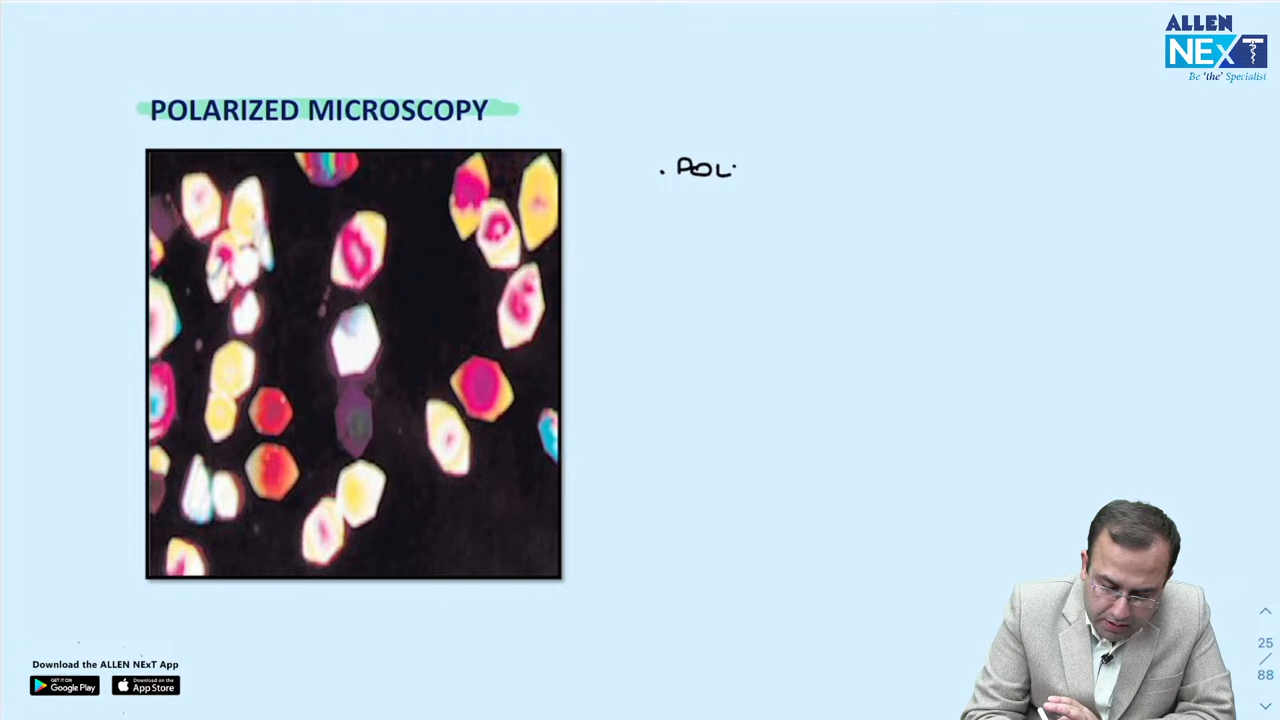 ALLEN
NExT
Be 'the' Specialist
POLARIZED MICROSCOPY
. POL.
Download the ALLEN NExT App
GET IT ON
Google Play
Download on the
App Store
25
/
88